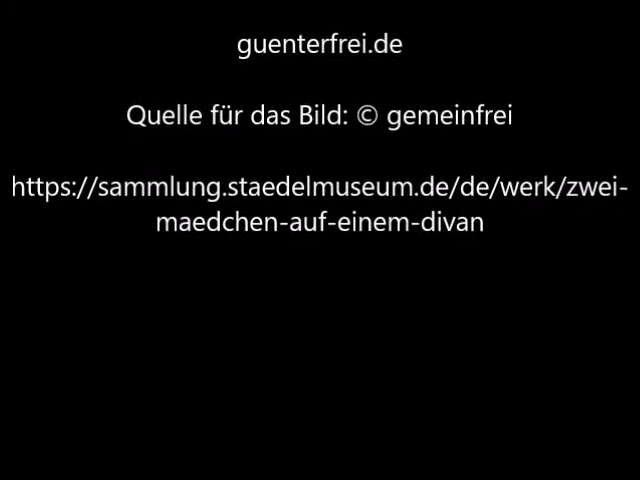 guenterfrei.de
Quelle für das Bild: © gemeinfrei
https://sammlung.staedelmuseum.de/de/werk/zwei-
maedchen-auf-einem-divan